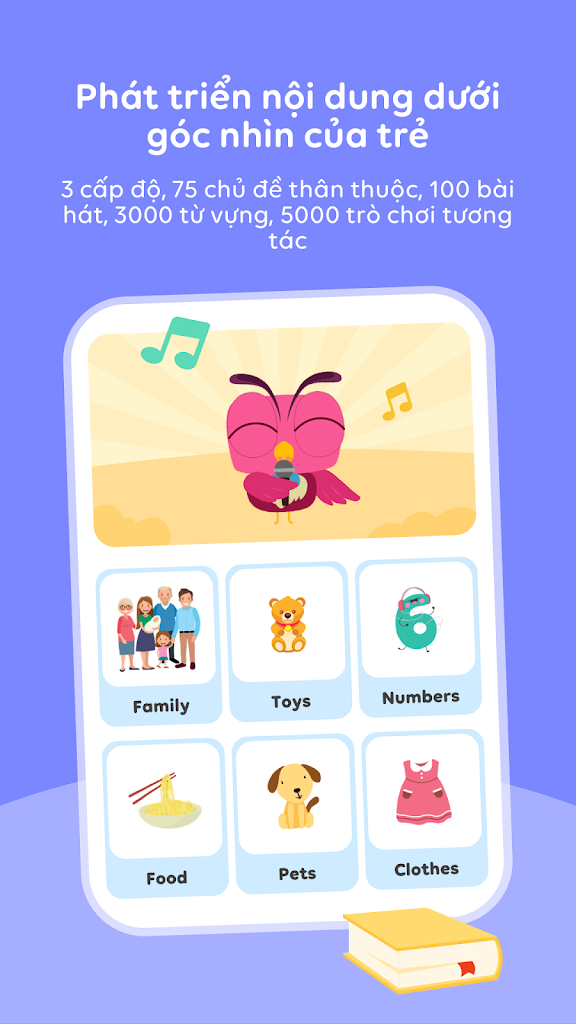 Phát triển nội dung dưới
góc nhìn của trẻ
3 cấp độ, 75 chủ đề thân thuộc, 100 bài
hát, 3000 từ vựng, 5000 trò chơi tương
tác
Family
Toys
Numbers
Food
Pets
Clothes